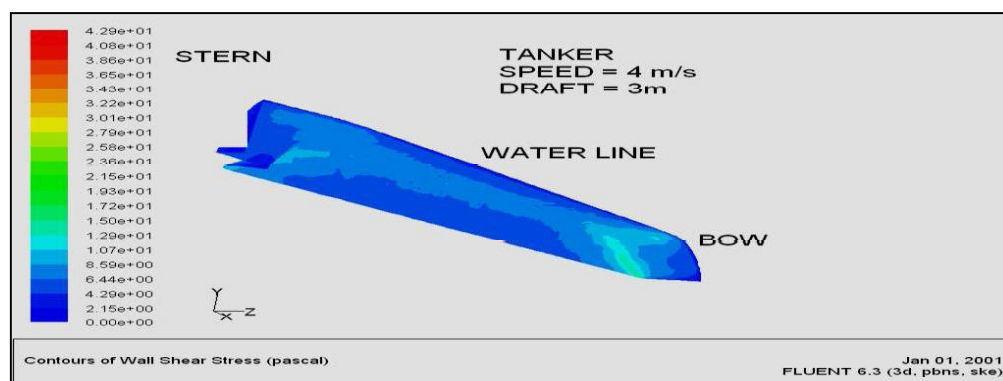 4.29e+01
4.08e+01
3.86e+01
3.65e+01
3.43e+01
3.22e+01
3.01e+01
2.79e+01
2.58e+01
2.36e+01
2.15e+01
1.93e+01
1.72e+01
1.50e+01
1.29e+01
1.07e+01
8.59e+00
6.44e+00
4.29e+00
2.15e+00
0.00e+00
STERN
TANKER
SPEED = 4 m/s
DRAFT = 3m
WATER LINE
BOW
Y
X Z
Contours of Wall Shear Stress (pascal)
Jan 01, 2001
FLUENT 6.3 (3d, pbns, ske)